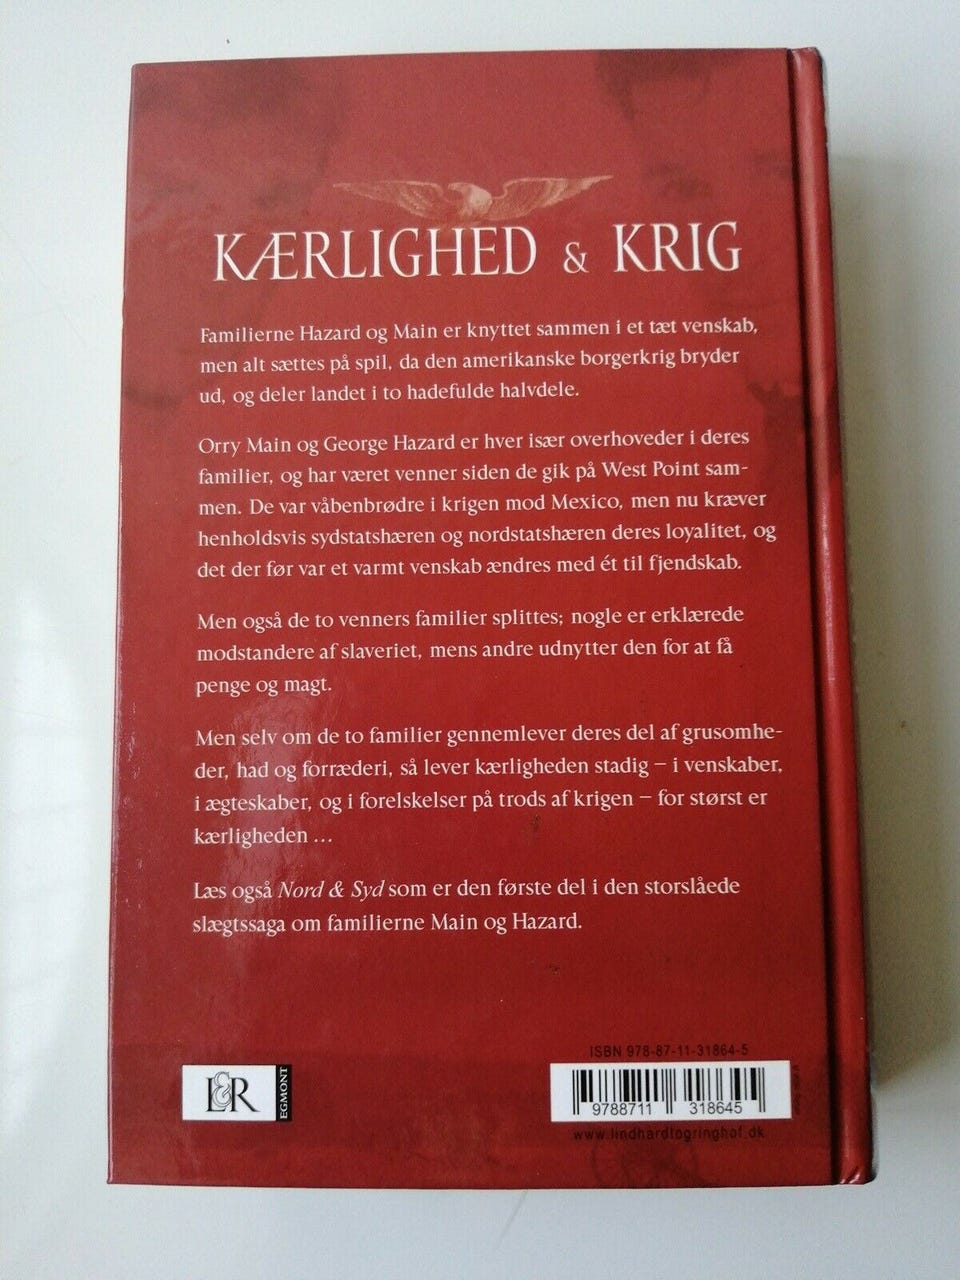 KÆRLIGHED & KRIG
Familierne Hazard og Main er knyttet sammen i et tæt venskab,
men alt sættes på spil, da den amerikanske borgerkrig bryder
ud, og deler landet i to hadefulde halvdele.
Orry Main og George Hazard er hver især overhoveder i deres
familier, og har været venner siden de gik på West Point sam-
men. De var våbenbrødre i krigen mod Mexico, men nu kræver
henholdsvis sydstatshæren og nordstatshæren deres loyalitet, og
det der før var et varmt venskab ændres med ét til fjendskab.
Men også de to venners familier splittes; nogle er erklærede
modstandere af slaveriet, mens andre udnytter den for at få
penge og magt.
Men selv om de to familier gennemlever deres del af grusomhe-
der, had og forræderi, så lever kærligheden stadig – i venskaber,
i ægteskaber, og i forelskelser på trods af krigen – for størst er
kærligheden ...
Læs også Nord & Syd som er den første del i den storslåede
slægtssaga om familierne Main og Hazard.
L&R
EGMONT
ISBN 978-87-11-31864-5
9788711 318645
www.lindhardtogringhof.dk